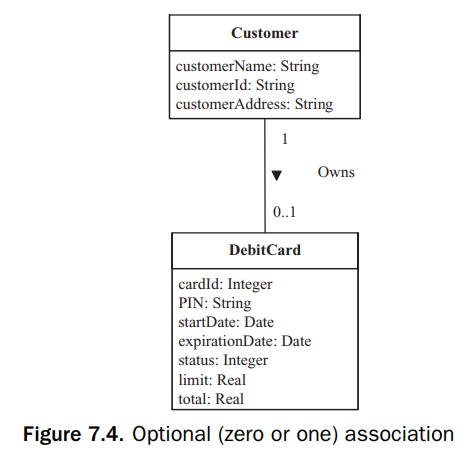 Customer
customerName: String
customerId: String
customerAddress: String
1
Owns
0..1
DebitCard
cardId: Integer
PIN: String
startDate: Date
expirationDate: Date
status: Integer
limit: Real
total: Real
Figure 7.4. Optional (zero or one) association